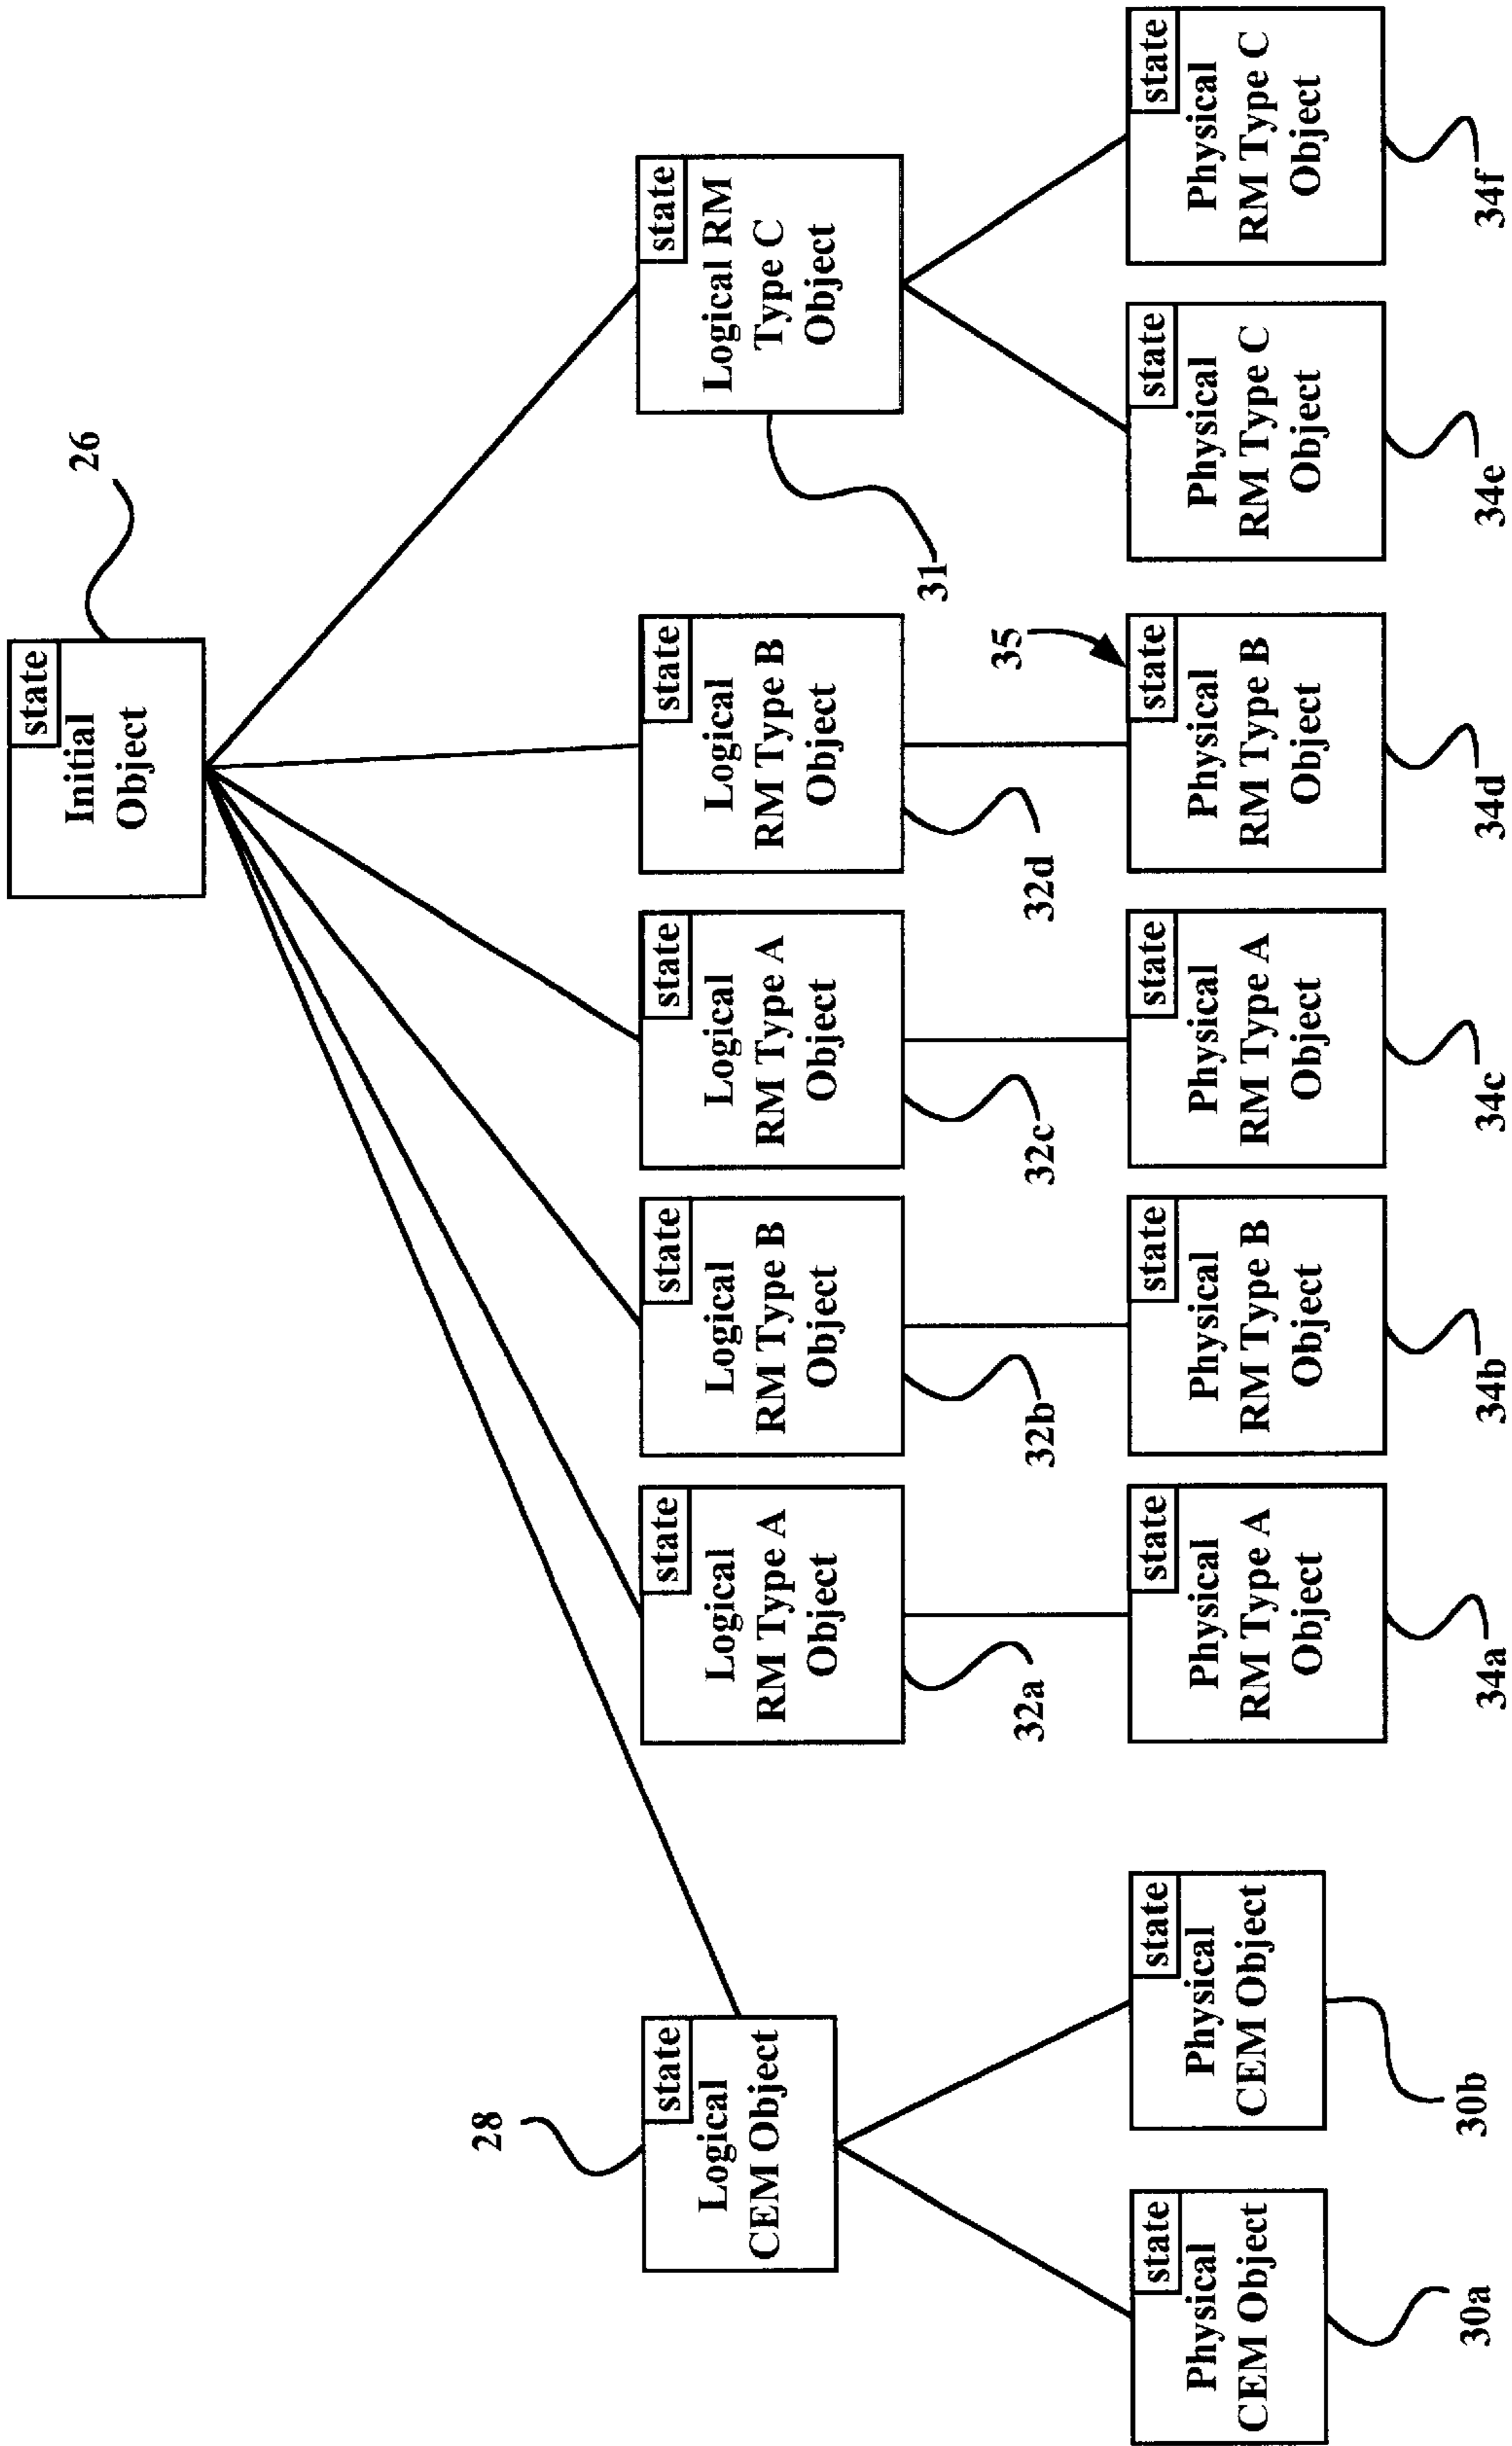 state
Initial
Object
26
28
state
Logical
CEM Object
state
Logical
RM Type A
Object
32a
state
Logical
RM Type B
Object
32b
state
Logical
RM Type A
Object
32c
state
Logical
RM Type B
Object
32d
state
Logical RM
Type C
Object
31
state
Physical
CEM Object
30a
state
Physical
CEM Object
30b
state
Physical
RM Type A
Object
34a
state
Physical
RM Type B
Object
34b
state
Physical
RM Type A
Object
34c
35
state
Physical
RM Type B
Object
34d
state
Physical
RM Type C
Object
34e
state
Physical
RM Type C
Object
34f